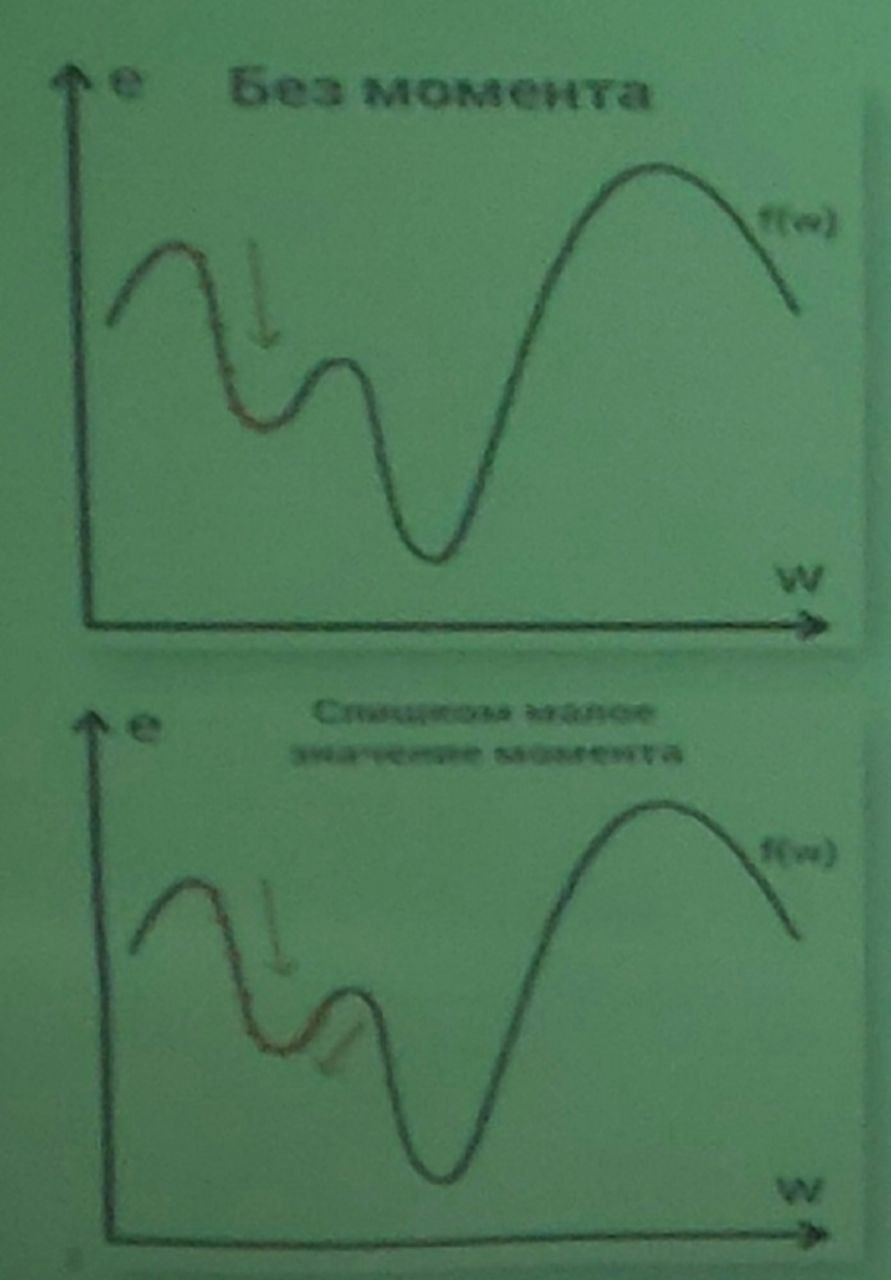 e
Без момента
f(w)
w
e
Слишком малое
значение момента
f(w)
w